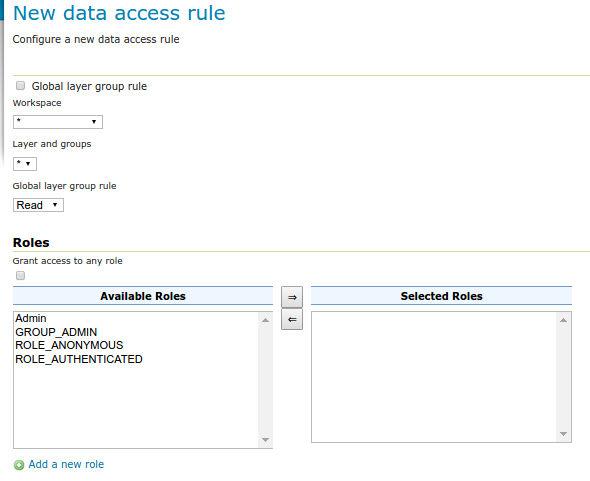 New data access rule
Configure a new data access rule
Global layer group rule
Workspace
*
Layer and groups
*
Global layer group rule
Read
Roles
Grant access to any role
Available Roles
⇒
Selected Roles
⇐
Admin
GROUP_ADMIN
ROLE_ANONYMOUS
ROLE_AUTHENTICATED
Add a new role